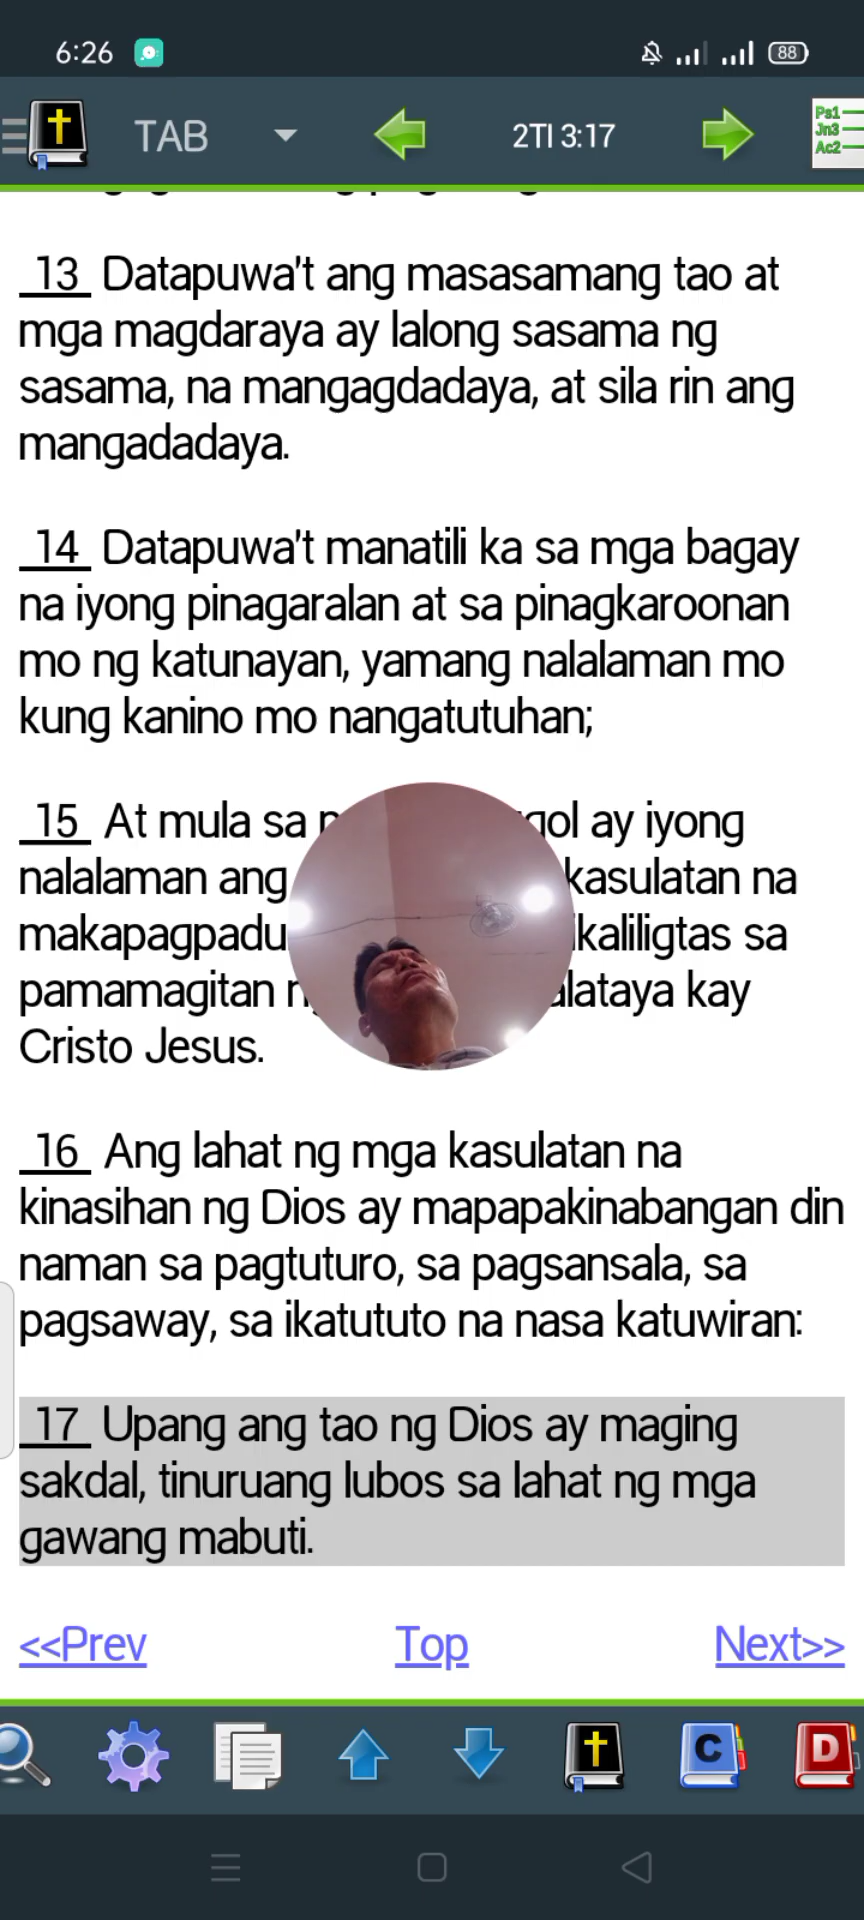 6:26
88
TAB
2TI 3:17
Ps1
Jn3
Ac2
13 Datapuwa't ang masasamang tao at
mga magdaraya ay lalong sasama ng
sasama, na mangagdadaya, at sila rin ang
mangadadaya.
14 Datapuwa't manatili ka sa mga bagay
na iyong pinagaralan at sa pinagkaroonan
mo ng katunayan, yamang nalalaman mo
kung kanino mo nangatutuhan;
15 At mula sa ay iyong
nalalaman ang kasulatan na
makapagpadu ikaliligtas sa
pamamagitan alataya kay
Cristo Jesus.
16 Ang lahat ng mga kasulatan na
kinasihan ng Dios ay mapapakinabangan din
naman sa pagtuturo, sa pagsansala, sa
pagsaway, sa ikatututo na nasa katuwiran:
17 Upang ang tao ng Dios ay maging
sakdal, tinuruang lubos sa lahat ng mga
gawang mabuti.
<<Prev Top Next>>
C D